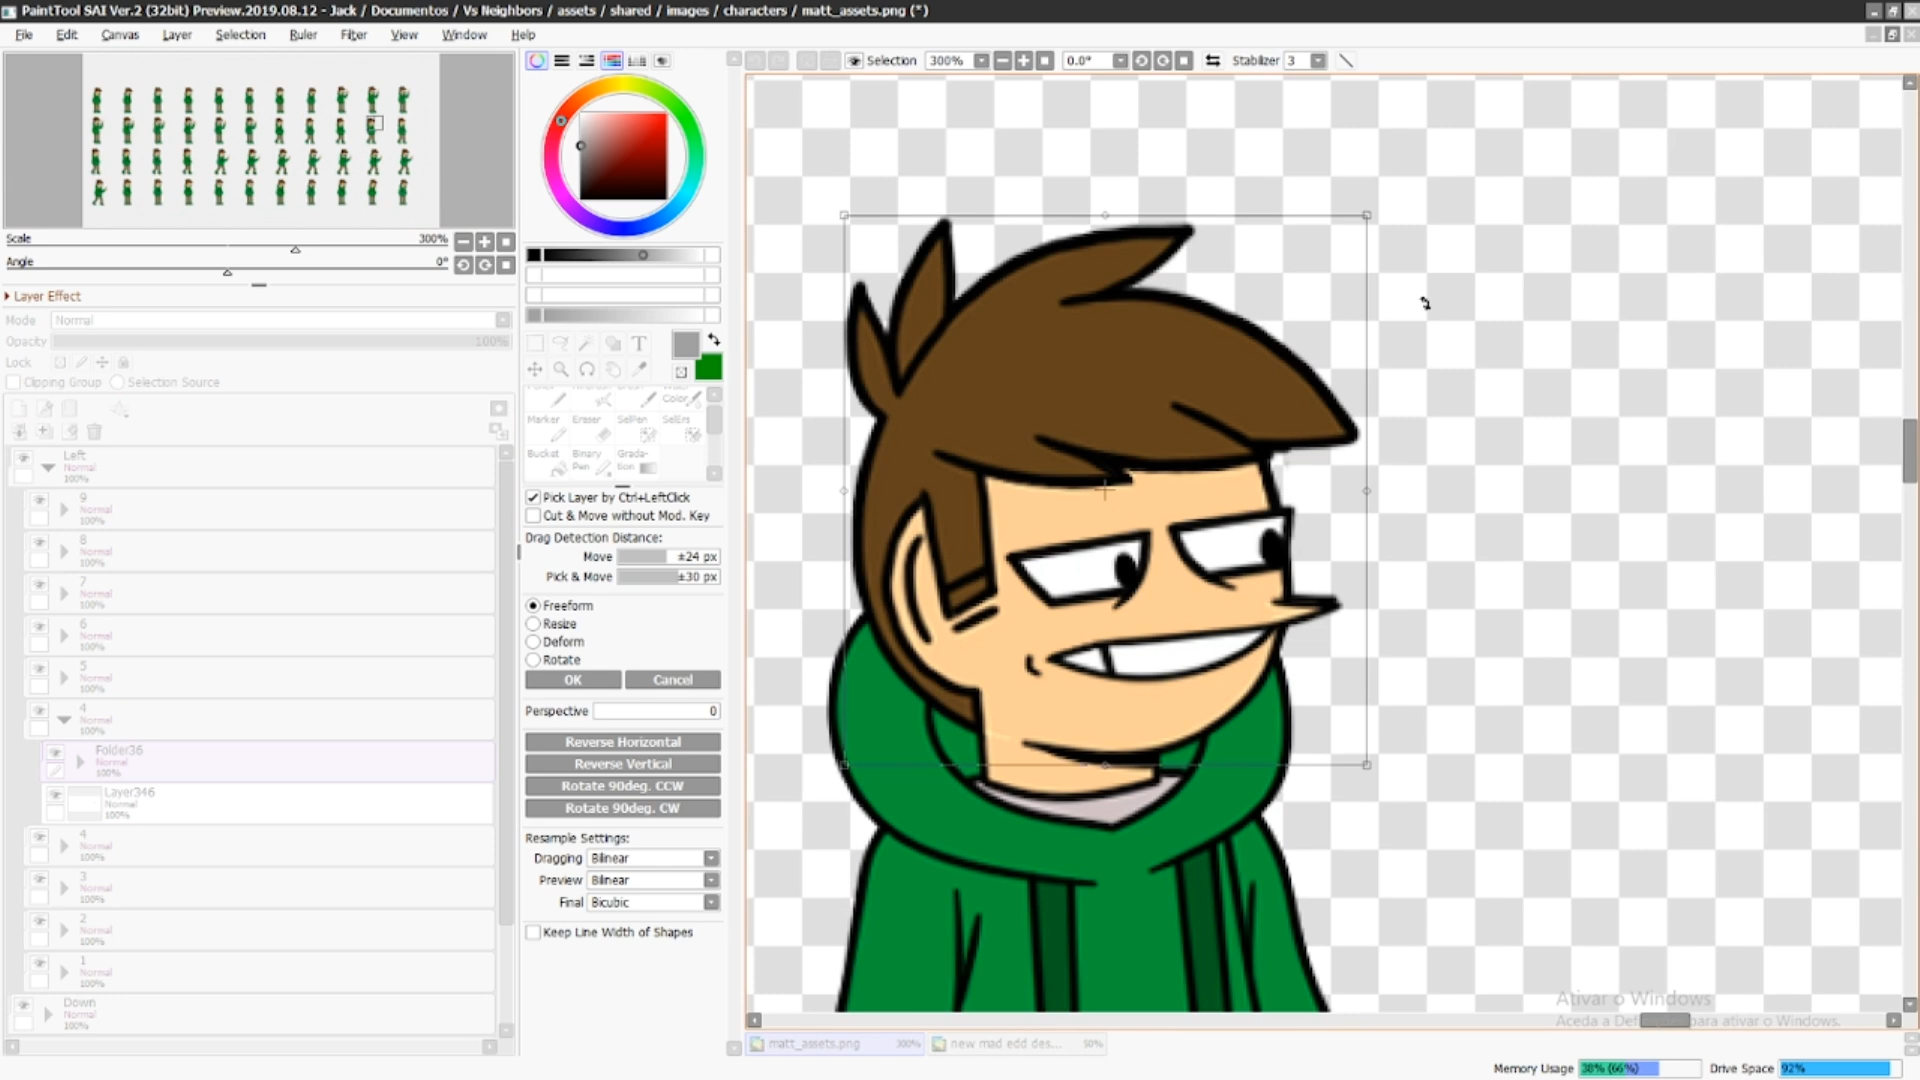 PaintTool SAI Ver.2 (32bit) Preview.2019.08.12 - Jack / Documentos / Vs Neighbors / assets / shared / images / characters / matt_assets.png (*)
File Edit Canvas Layer Selection Ruler Filter View Window Help
Selection 300% 0.0° Stabilizer 3
Scale 300%
Angle 0°
Layer Effect
Mode Normal
Opacity 100%
Lock
Clipping Group Selection Source
Left
Normal
100%
9
Normal
100%
8
Normal
100%
7
Normal
100%
6
Normal
100%
5
Normal
100%
4
Normal
100%
Folder36
Normal
100%
Layer346
Normal
100%
4
Normal
100%
3
Normal
100%
2
Normal
100%
1
Normal
100%
Down
Normal
100%
T
Color
Marker Eraser SelPen SelErs
Bucket Binary Pen Grada-tion
Pick Layer by Ctrl+LeftClick
Cut & Move without Mod. Key
Drag Detection Distance:
Move ±24 px
Pick & Move ±30 px
Freeform
Resize
Deform
Rotate
OK Cancel
Perspective 0
Reverse Horizontal
Reverse Vertical
Rotate 90deg. CCW
Rotate 90deg. CW
Resample Settings:
Dragging Bilinear
Preview Bilinear
Final Bicubic
Keep Line Width of Shapes
Ativar o Windows
Aceda a Def para ativar o Windows.
matt_assets.png 300% new mad edd des... 50%
Memory Usage 38% (66%) Drive Space 92%